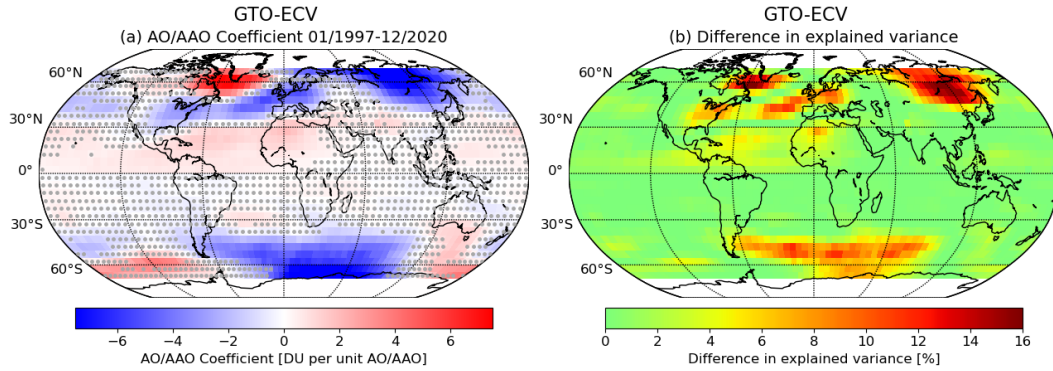 GTO-ECV
(a) AO/AAO Coefficient 01/1997-12/2020
60°N
30°N
0°
30°S
60°S
−6 −4 −2 0 2 4 6
AO/AAO Coefficient [DU per unit AO/AAO]
GTO-ECV
(b) Difference in explained variance
60°N
30°N
0°
30°S
60°S
0 2 4 6 8 10 12 14 16
Difference in explained variance [%]